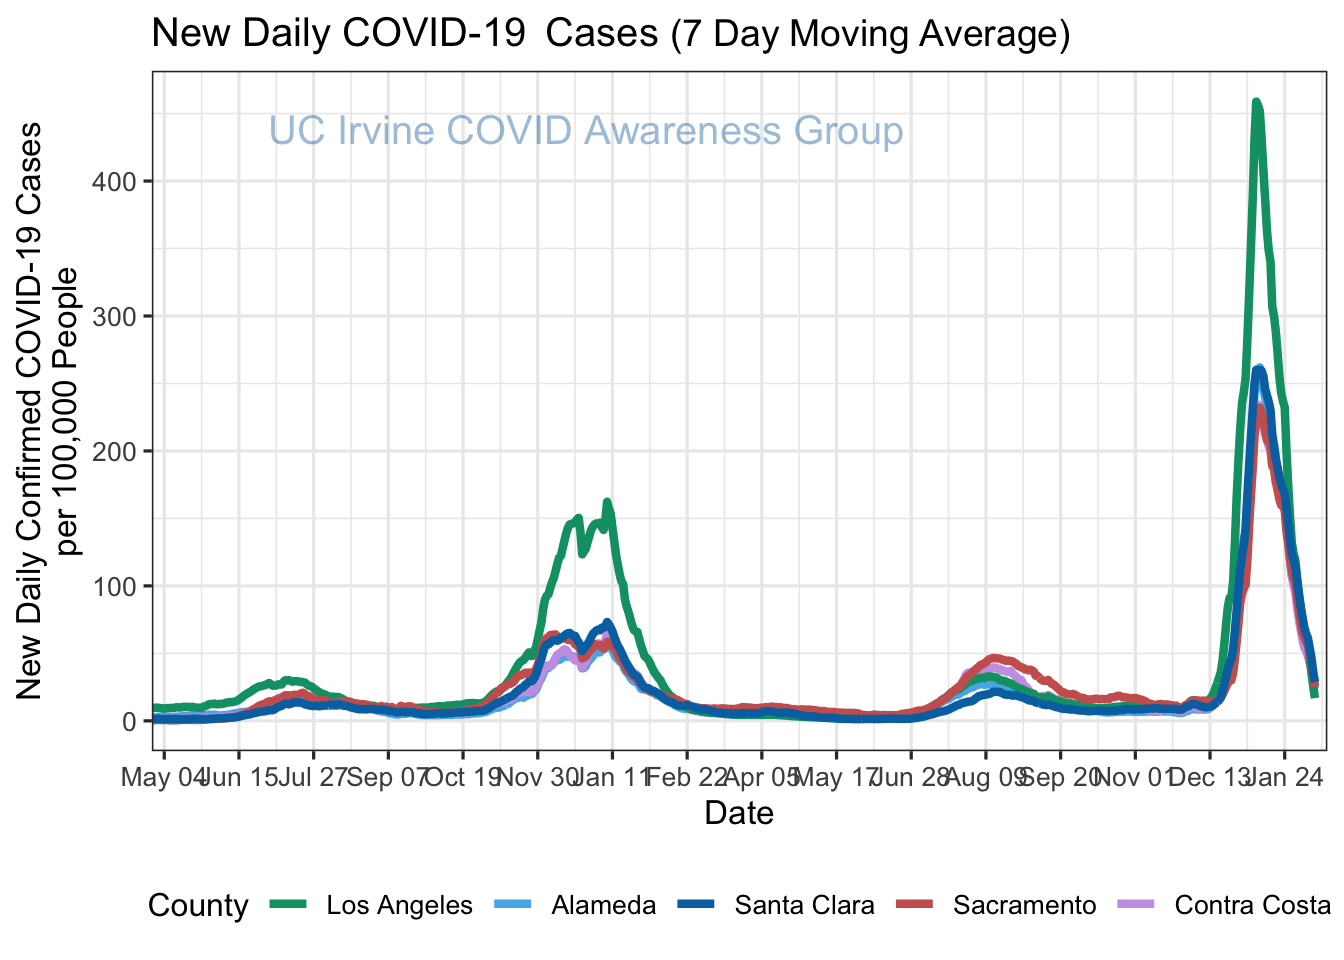 New Daily COVID-19  Cases (7 Day Moving Average)
UC Irvine COVID Awareness Group
New Daily Confirmed COVID-19 Cases
per 100,000 People
400
300
200
100
0
May 04 Jun 15 Jul 27 Sep 07 Oct 19 Nov 30 Jan 11 Feb 22 Apr 05 May 17 Jun 28 Aug 09 Sep 20 Nov 01 Dec 13 Jan 24
Date
County Los Angeles Alameda Santa Clara Sacramento Contra Costa